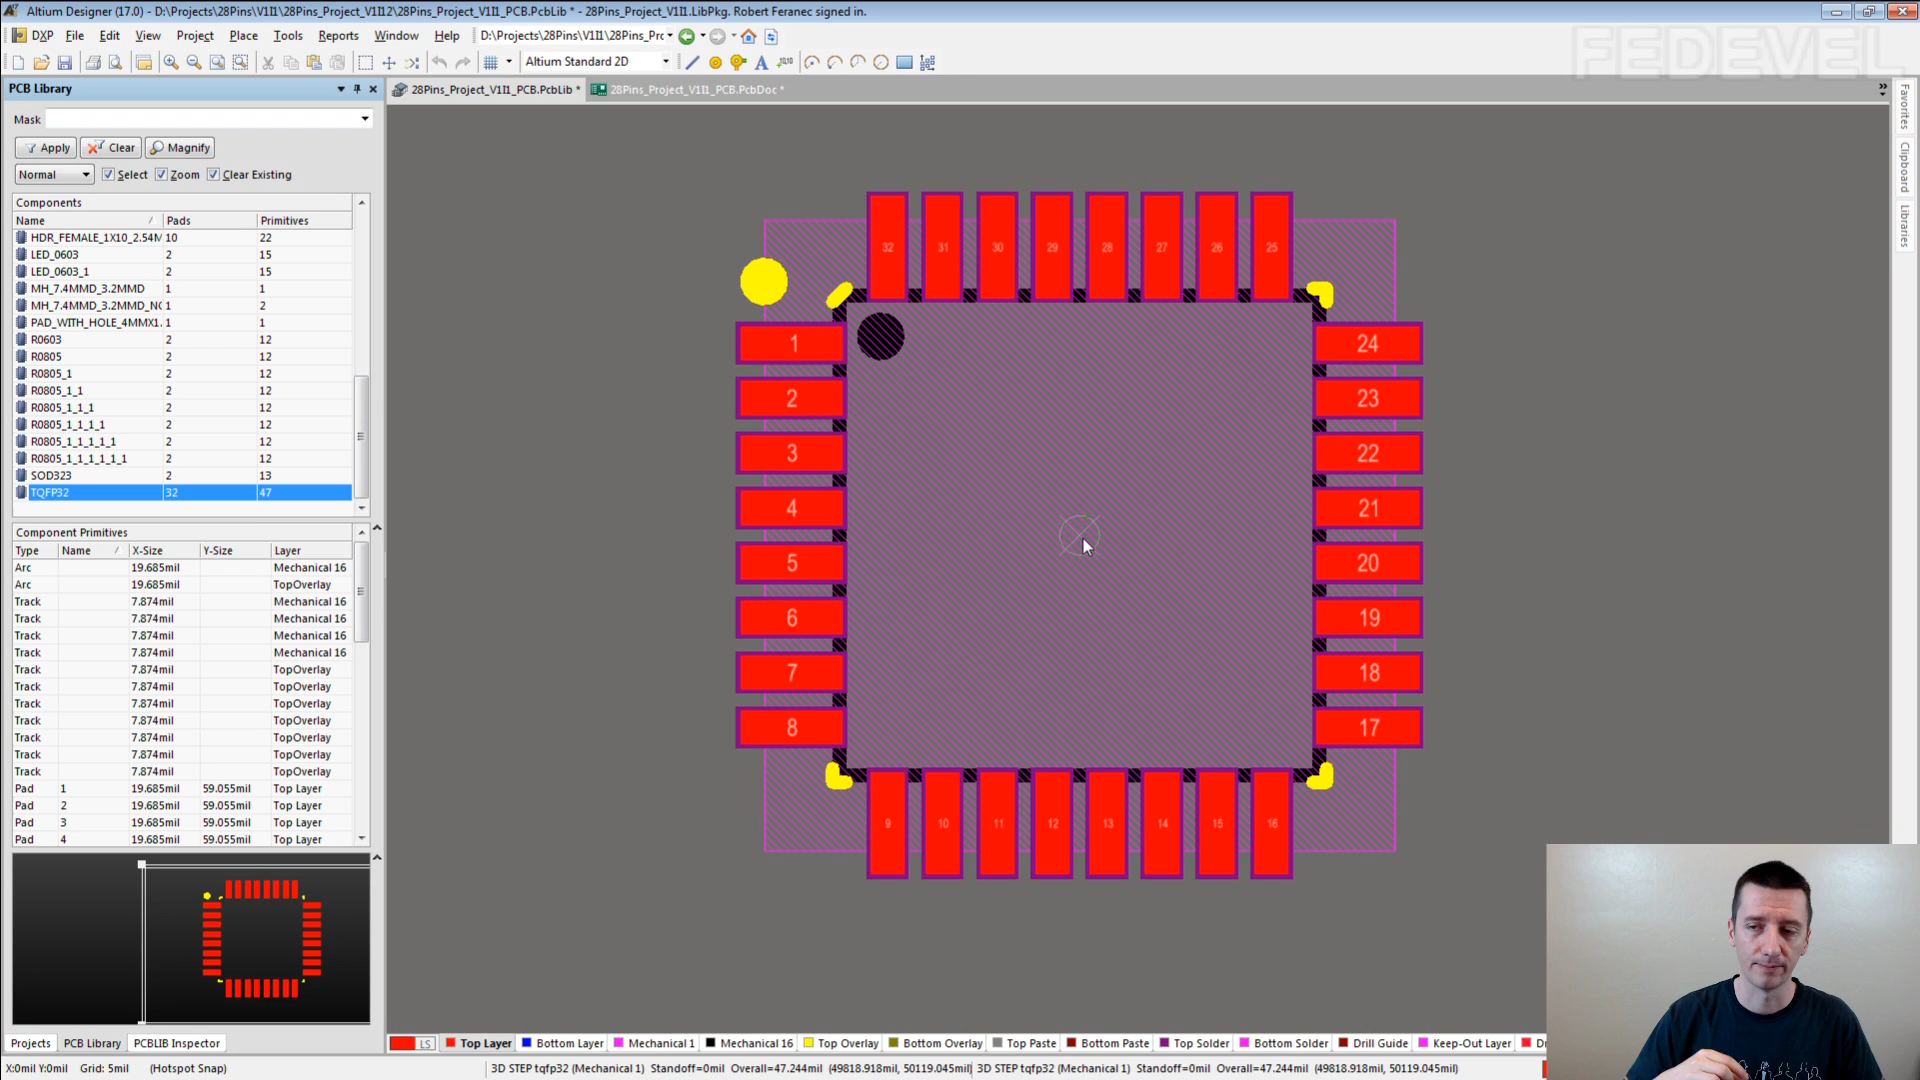 Altium Designer (17.0) - D:\Projects\28Pins\V1I1\28Pins_Project_V1I12\28Pins_Project_V1I1_PCB.PcbLib * - 28Pins_Project_V1I1.LibPkg. Robert Feranec signed in.
DXP File Edit View Project Place Tools Reports Window Help D:\Projects\28Pins\V1I1\28Pins_Prc
FEDEVEL
Altium Standard 2D
PCB Library
28Pins_Project_V1I1_PCB.PcbLib * 28Pins_Project_V1I1_PCB.PcbDoc *
Mask
Apply Clear Magnify
Normal Select Zoom Clear Existing
Components
Name Pads Primitives
HDR_FEMALE_1X10_2.54M 10 22
LED_0603 2 15
LED_0603_1 2 15
MH_7.4MMD_3.2MMD 1 1
MH_7.4MMD_3.2MMD_NC 1 2
PAD_WITH_HOLE_4MMX1. 1 1
R0603 2 12
R0805 2 12
R0805_1 2 12
R0805_1_1 2 12
R0805_1_1_1 2 12
R0805_1_1_1_1 2 12
R0805_1_1_1_1_1 2 12
R0805_1_1_1_1_1_1 2 12
SOD323 2 13
TQFP32 32 47
Component Primitives
Type Name X-Size Y-Size Layer
Arc 19.685mil Mechanical 16
Arc 19.685mil TopOverlay
Track 7.874mil Mechanical 16
Track 7.874mil Mechanical 16
Track 7.874mil Mechanical 16
Track 7.874mil Mechanical 16
Track 7.874mil TopOverlay
Track 7.874mil TopOverlay
Track 7.874mil TopOverlay
Track 7.874mil TopOverlay
Track 7.874mil TopOverlay
Track 7.874mil TopOverlay
Track 7.874mil TopOverlay
Pad 1 19.685mil 59.055mil Top Layer
Pad 2 19.685mil 59.055mil Top Layer
Pad 3 19.685mil 59.055mil Top Layer
Pad 4 19.685mil 59.055mil Top Layer
Projects PCB Library PCBLIB Inspector
32 31 30 29 28 27 26 25
1 24
2 23
3 22
4 21
5 20
6 19
7 18
8 17
9 10 11 12 13 14 15 16
Favorites
Clipboard
Libraries
LS Top Layer Bottom Layer Mechanical 1 Mechanical 16 Top Overlay Bottom Overlay Top Paste Bottom Paste Top Solder Bottom Solder Drill Guide Keep-Out Layer Dr
X:0mil Y:0mil Grid: 5mil (Hotspot Snap) 3D STEP tqfp32 (Mechanical 1) Standoff=0mil Overall=47.244mil (49818.918mil, 50119.045mil) 3D STEP tqfp32 (Mechanical 1) Standoff=0mil Overall=47.244mil (49818.918mil, 50119.045mil)